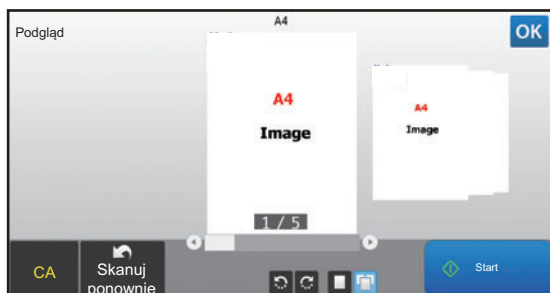 A4
Podgląd
OK
A4
Image
A4
Image
1 / 5
CA
Skanuj
ponownie
Start